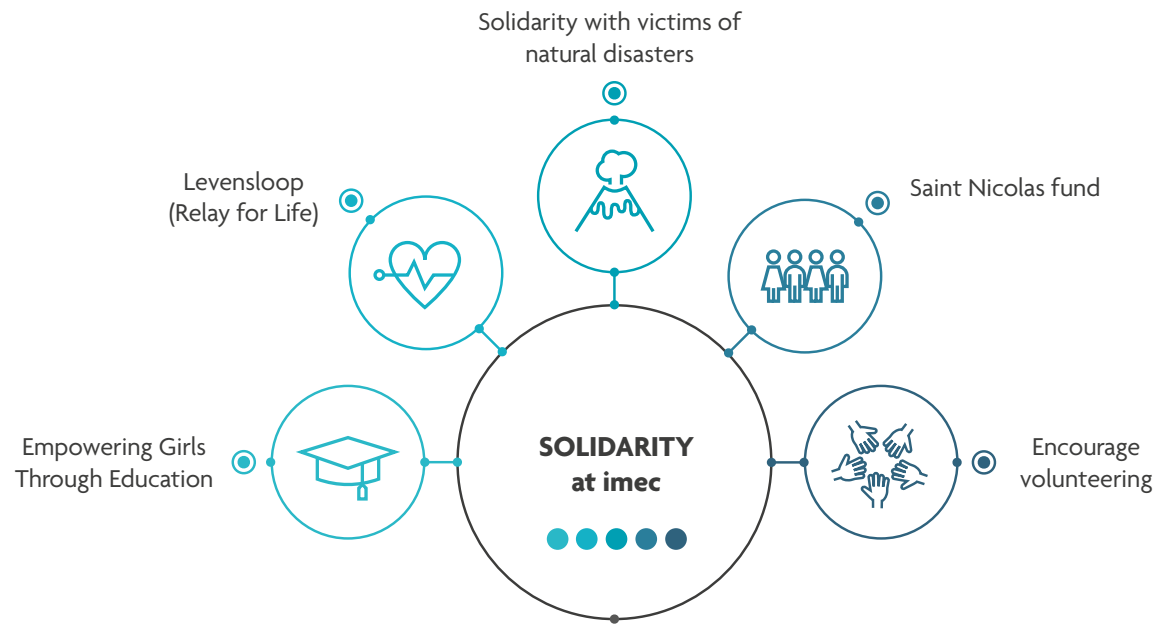 Solidarity with victims of
natural disasters
Levensloop
(Relay for Life)
Saint Nicolas fund
Empowering Girls
Through Education
SOLIDARITY
at imec
Encourage
volunteering